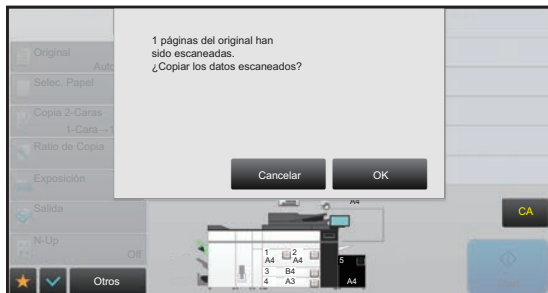 1 páginas del original han
sido escaneadas.
¿Copiar los datos escaneados?
Cancelar
OK
Original
Auto
Selec. Papel
Copia 2-Caras
1-Cara→1
Ratio de Copia
Exposición
Salida
N-Up
Off
Otros
A4
CA
1
A4
2
A4
3 B4
4 A3
5
A4
Start